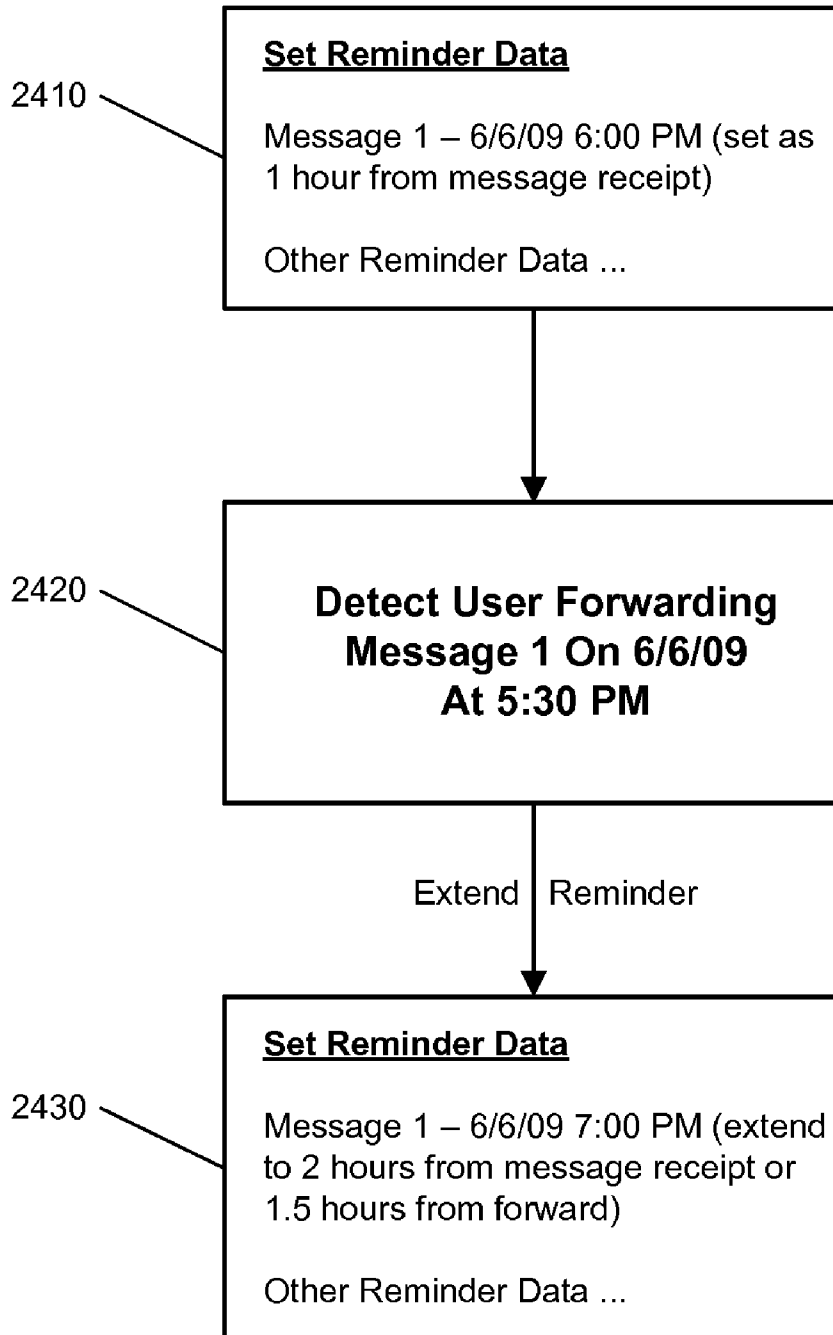 Set Reminder Data
2410
Message 1 – 6/6/09 6:00 PM (set as
1 hour from message receipt)
Other Reminder Data ...
2420
Detect User Forwarding
Message 1 On 6/6/09
At 5:30 PM
Extend Reminder
Set Reminder Data
2430
Message 1 – 6/6/09 7:00 PM (extend
to 2 hours from message receipt or
1.5 hours from forward)
Other Reminder Data ...